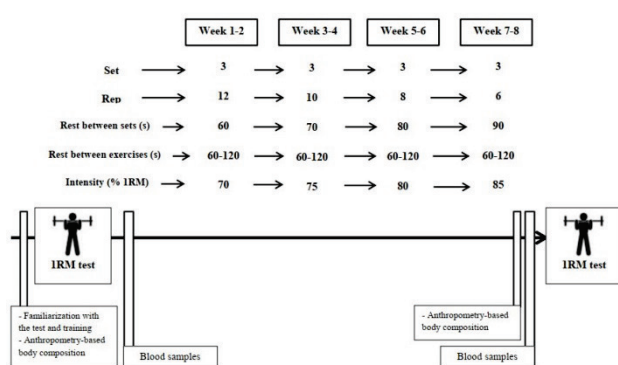 Week 1-2 Week 3-4 Week 5-6 Week 7-8
Set 3 3 3 3
Rep 12 10 8 6
Rest between sets (s) 60 70 80 90
Rest between exercises (s) 60-120 60-120 60-120 60-120
Intensity (% 1RM) 70 75 80 85
1RM test
1RM test
- Familiarization with
the test and training
- Anthropometry-based
body composition
Blood samples
- Anthropometry-based
body composition
Blood samples